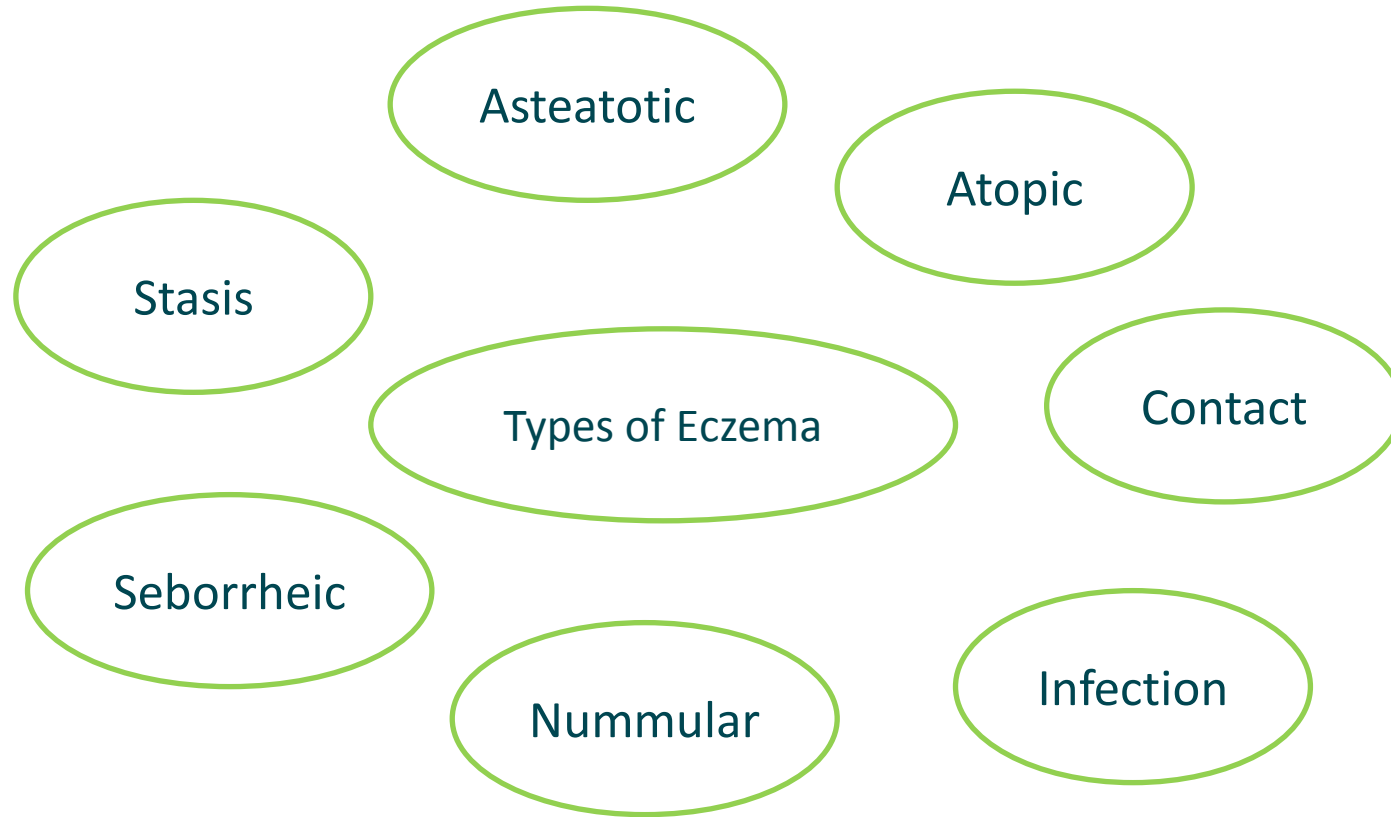 Asteatotic
Atopic
Stasis
Contact
Types of Eczema
Seborrheic
Infection
Nummular